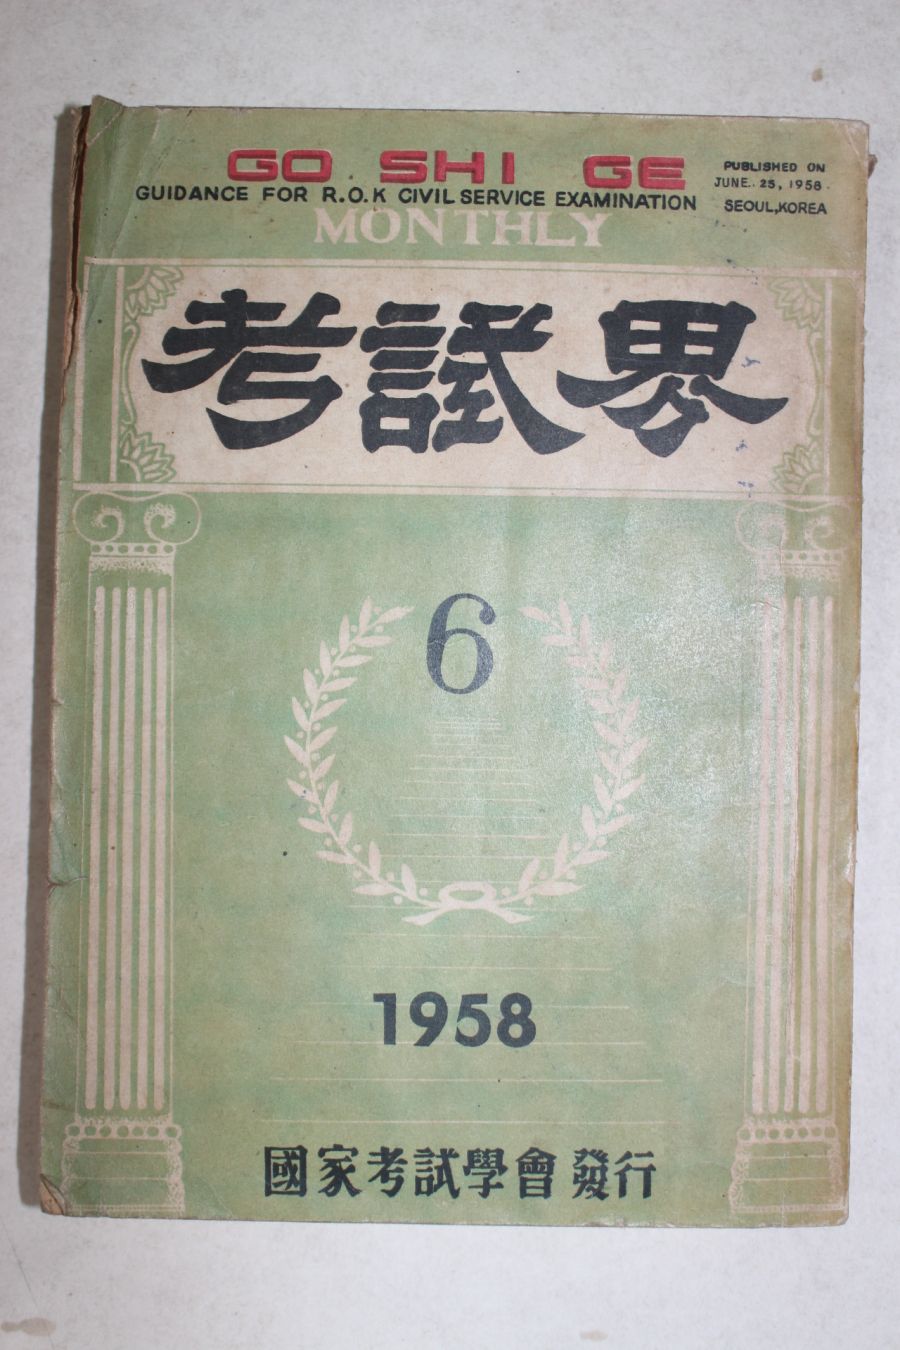 GO SHI GE
GUIDANCE FOR R.O.K CIVIL SERVICE EXAMINATION
MONTHLY
PUBLISHED ON
JUNE. 25, 1958.
SEOUL, KOREA
考試界
6
1958
國家考試學會 發行